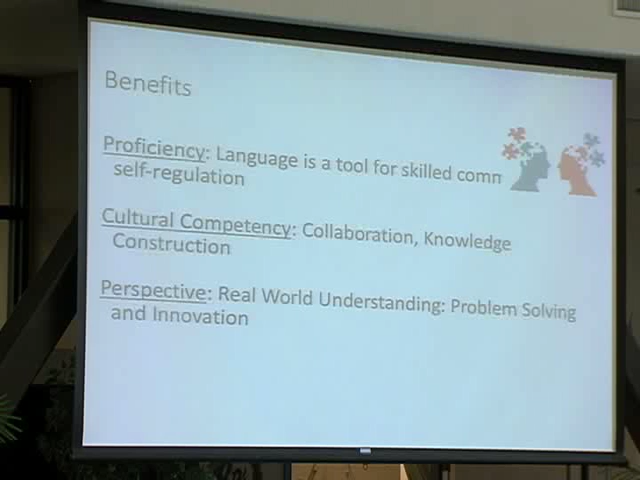 Benefits
Proficiency: Language is a tool for skilled comm
self-regulation
Cultural Competency: Collaboration, Knowledge
Construction
Perspective: Real World Understanding: Problem Solving
and Innovation